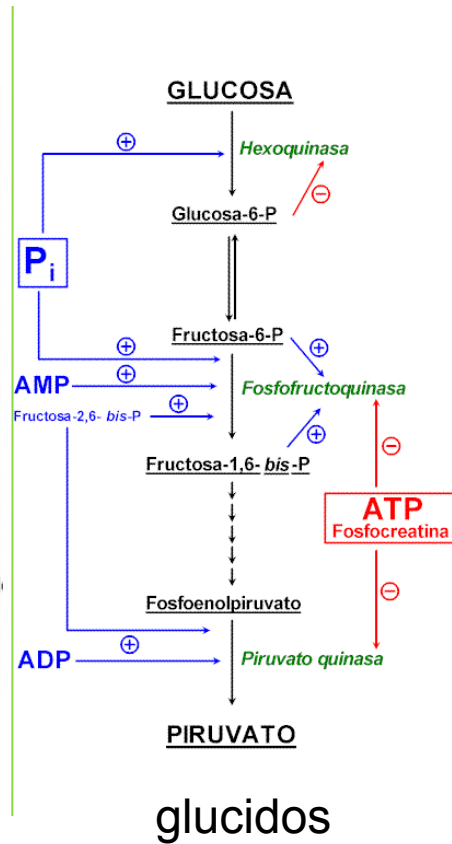 GLUCOSA
⊕
Hexoquinasa
⊖
Glucosa-6-P
Pi
Fructosa-6-P
⊕
⊕
AMP
⊕
Fosfofructoquinasa
Fructosa-2,6- bis-P
⊕
⊕
⊖
Fructosa-1,6- bis -P
ATP
Fosfocreatina
⊖
Fosfoenolpiruvato
⊕
ADP
Piruvato quinasa
PIRUVATO
glucidos